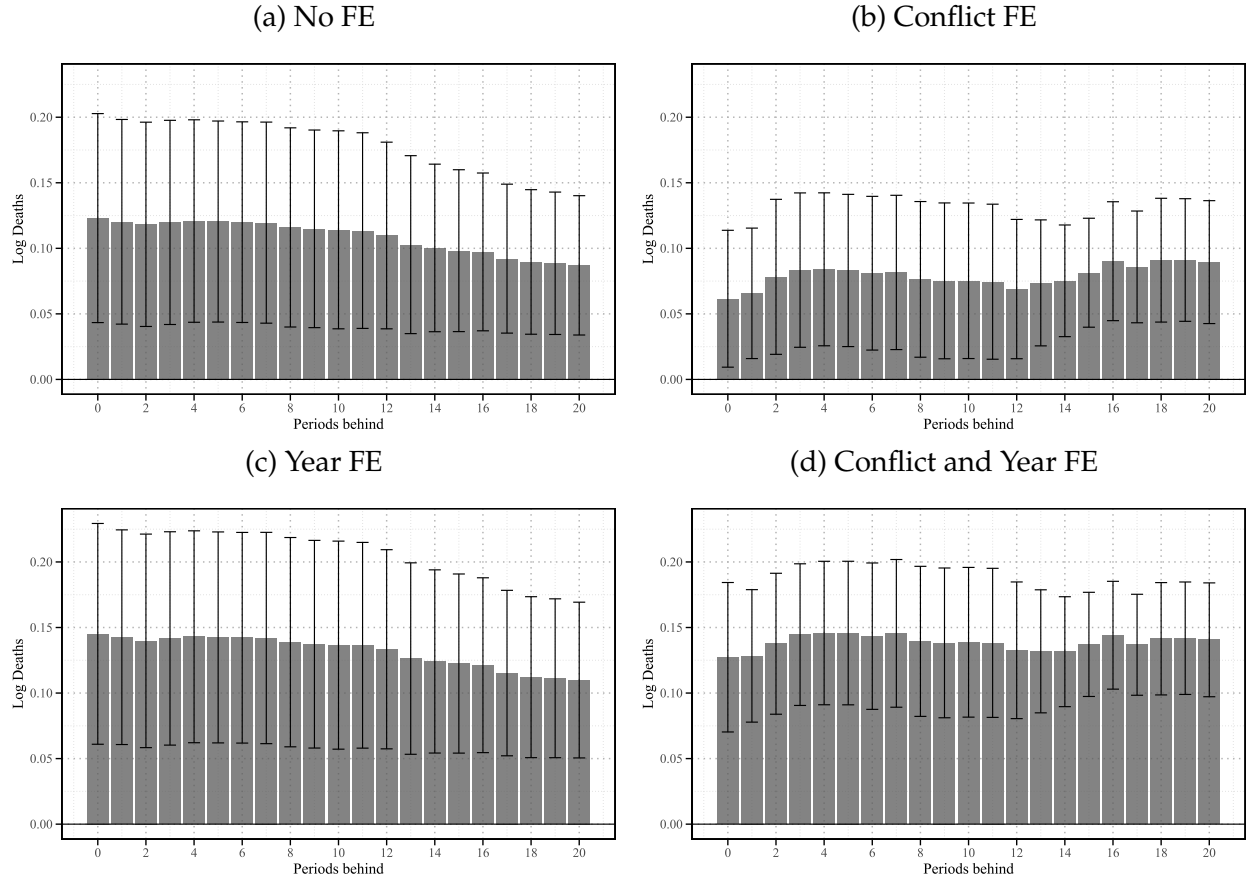 (a) No FE
Log Deaths
0.20
0.15
0.10
0.05
0.00
0 2 4 6 8 10 12 14 16 18 20
Periods behind
(b) Conflict FE
Log Deaths
0.20
0.15
0.10
0.05
0.00
0 2 4 6 8 10 12 14 16 18 20
Periods behind
(c) Year FE
Log Deaths
0.20
0.15
0.10
0.05
0.00
0 2 4 6 8 10 12 14 16 18 20
Periods behind
(d) Conflict and Year FE
Log Deaths
0.20
0.15
0.10
0.05
0.00
0 2 4 6 8 10 12 14 16 18 20
Periods behind